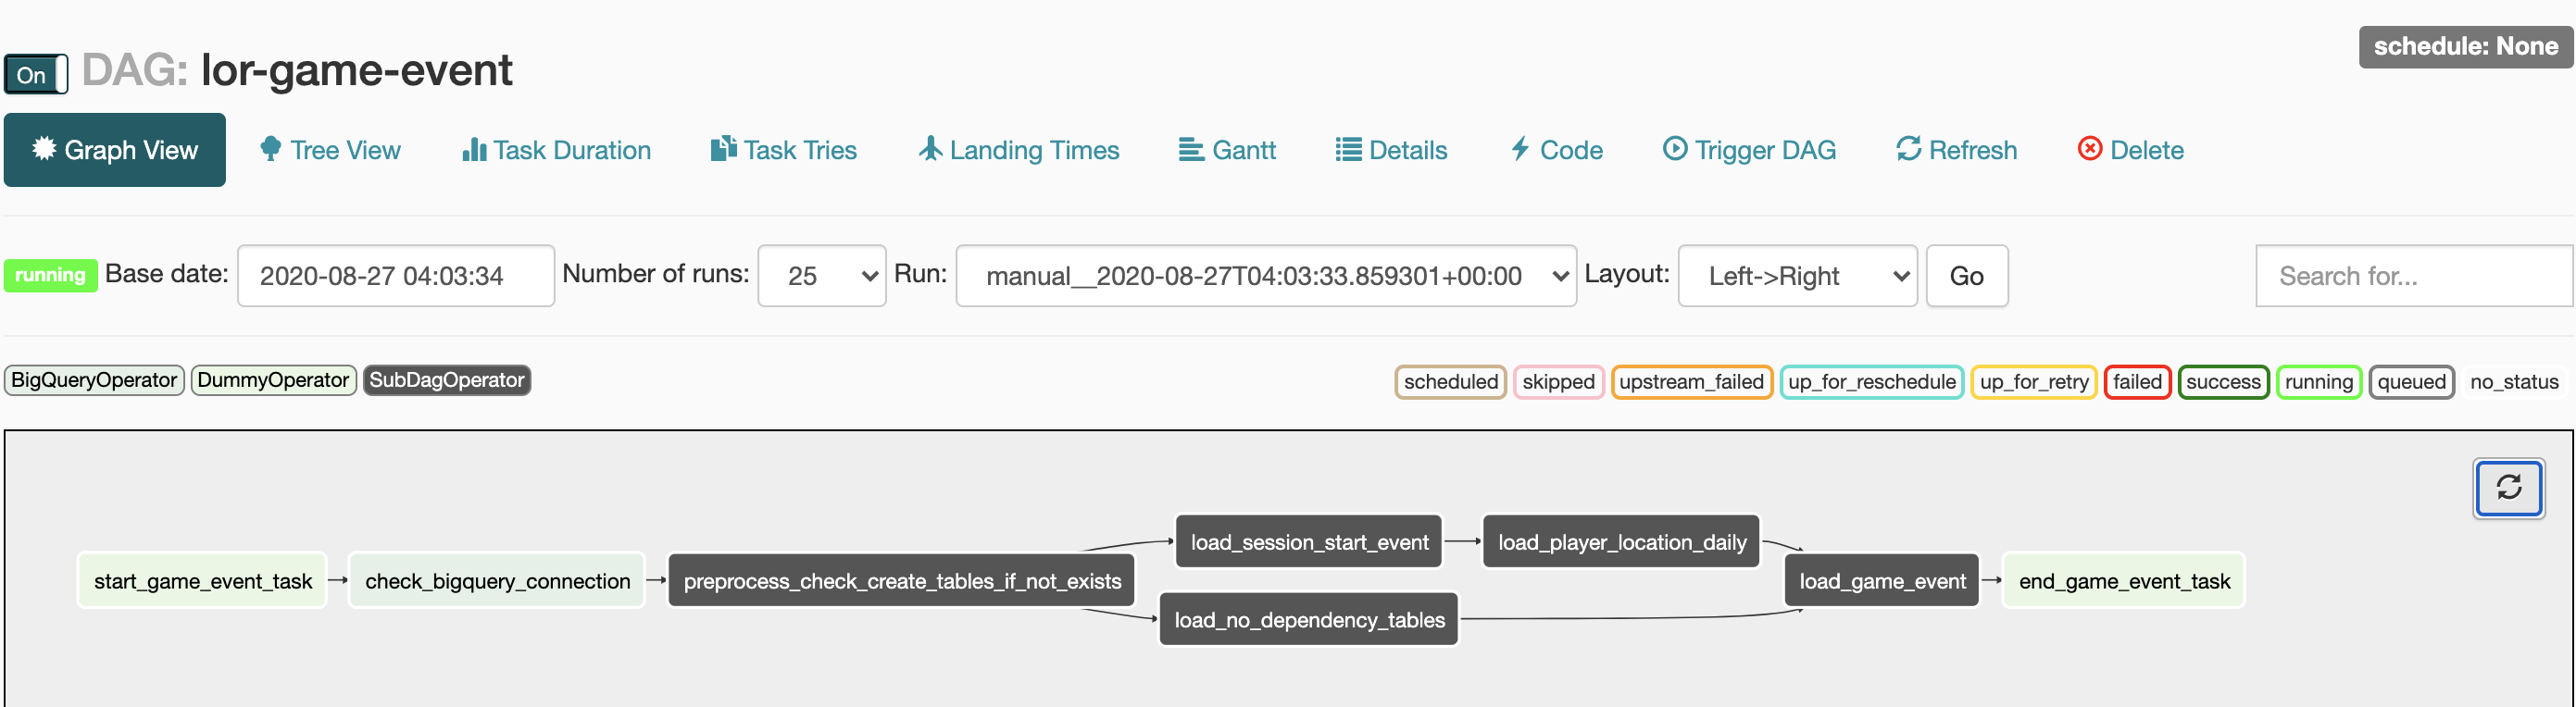 schedule: None
On DAG: lor-game-event
Graph View Tree View Task Duration Task Tries Landing Times Gantt Details Code Trigger DAG Refresh Delete
running Base date: 2020-08-27 04:03:34 Number of runs: 25 Run: manual__2020-08-27T04:03:33.859301+00:00 Layout: Left->Right Go Search for...
BigQueryOperator DummyOperator SubDagOperator scheduled skipped upstream_failed up_for_reschedule up_for_retry failed success running queued no_status
load_session_start_event load_player_location_daily
start_game_event_task check_bigquery_connection preprocess_check_create_tables_if_not_exists load_game_event end_game_event_task
load_no_dependency_tables